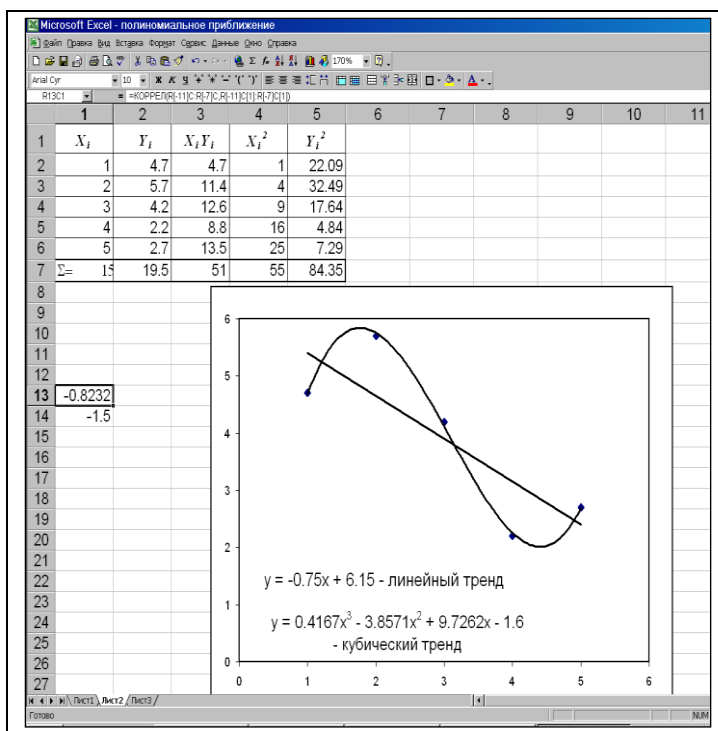 Microsoft Excel - полиномиальное приближение
Файл Правка Вид Вставка Формат Сервис Данные Окно Справка
170%
Arial Cyr 10 Ж К Ч
R13C1 = =КОРРЕЛ(R[-11]C:R[-7]C,R[-11]C[1]:R[-7]C[1])
1 2 3 4 5 6 7 8 9 10 11
1 Xi Yi XiYi Xi² Yi²
2 1 4.7 4.7 1 22.09
3 2 5.7 11.4 4 32.49
4 3 4.2 12.6 9 17.64
5 4 2.2 8.8 16 4.84
6 5 2.7 13.5 25 7.29
7 Σ= 15 19.5 51 55 84.35
8
9
10
11
12
13 -0.8232
14 -1.5
15
16
17
18
19
20
21
22
23
24
25
26
27
6
5
4
3
2
1
0
0 1 2 3 4 5 6
y = -0.75x + 6.15 - линейный тренд
y = 0.4167x³ - 3.8571x² + 9.7262x - 1.6
- кубический тренд
Лист1 Лист2 Лист3
Готово NUM